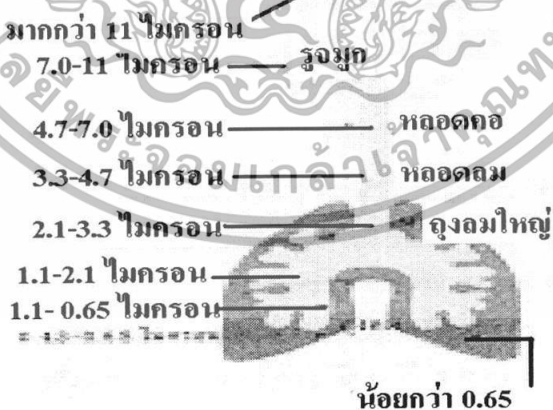 มากกว่า 11 ไมครอน
7.0-11 ไมครอน รูจมูก
4.7-7.0 ไมครอน หลอดคอ
3.3-4.7 ไมครอน หลอดลม
2.1-3.3 ไมครอน ถุงลมใหญ่
1.1-2.1 ไมครอน
1.1- 0.65 ไมครอน
น้อยกว่า 0.65